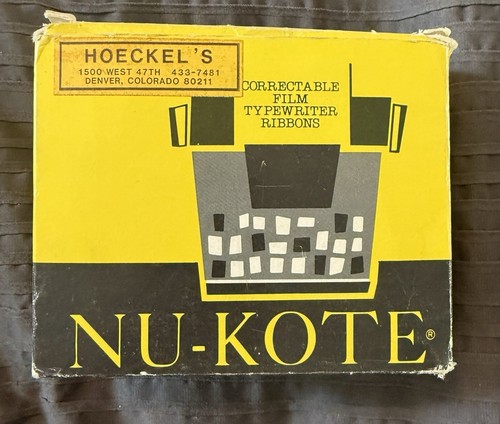 HOECKEL'S
1500 WEST 47TH 433-7481
DENVER, COLORADO 80211
CORRECTABLE
FILM
TYPEWRITER
RIBBONS
NU-KOTE®